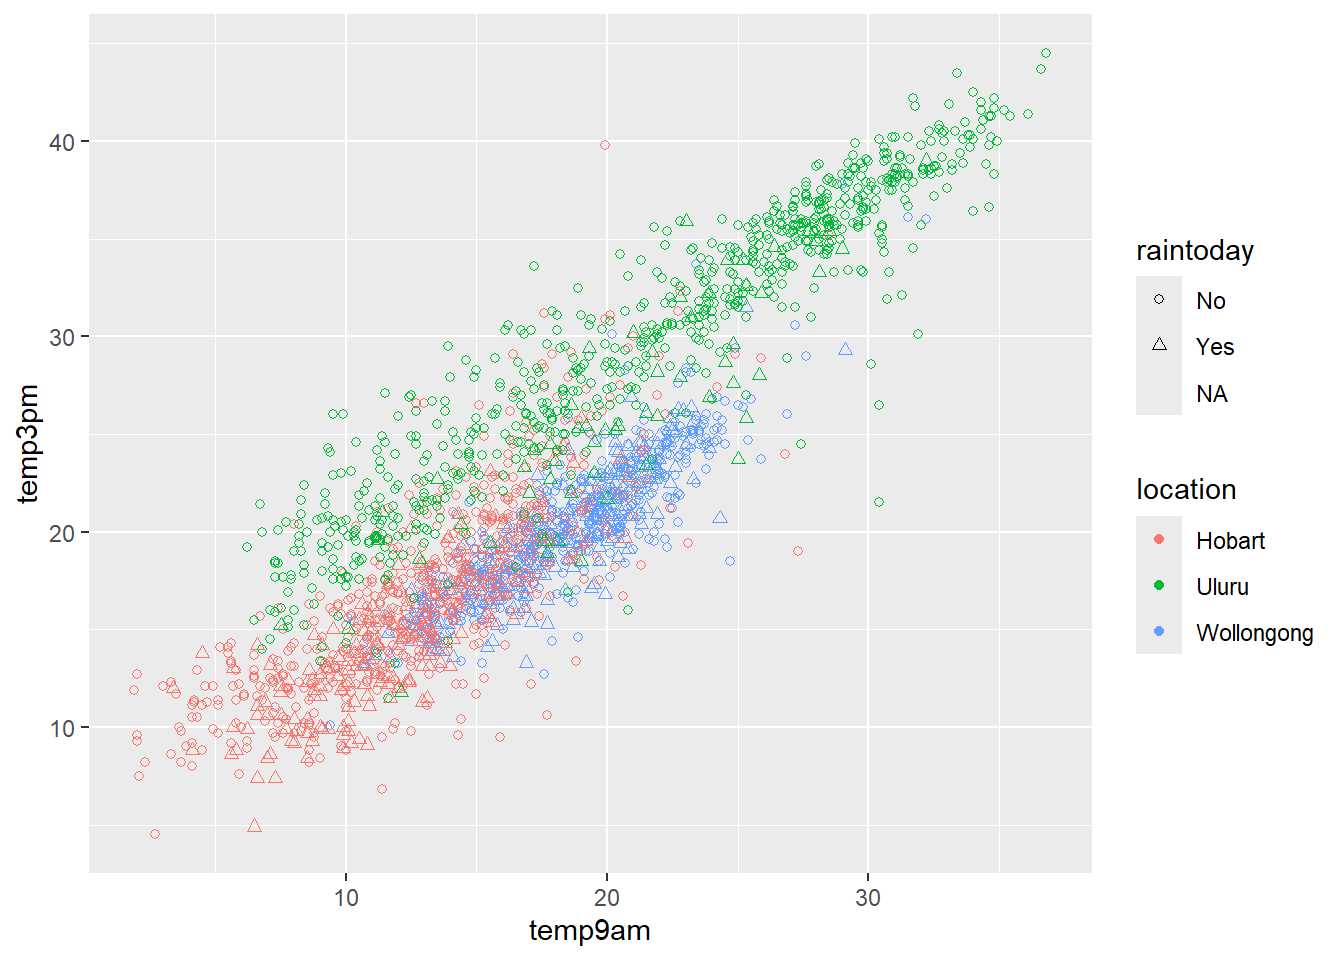 40
30
20
10
temp3pm
10 20 30
temp9am
raintoday
No
Yes
NA
location
Hobart
Uluru
Wollongong